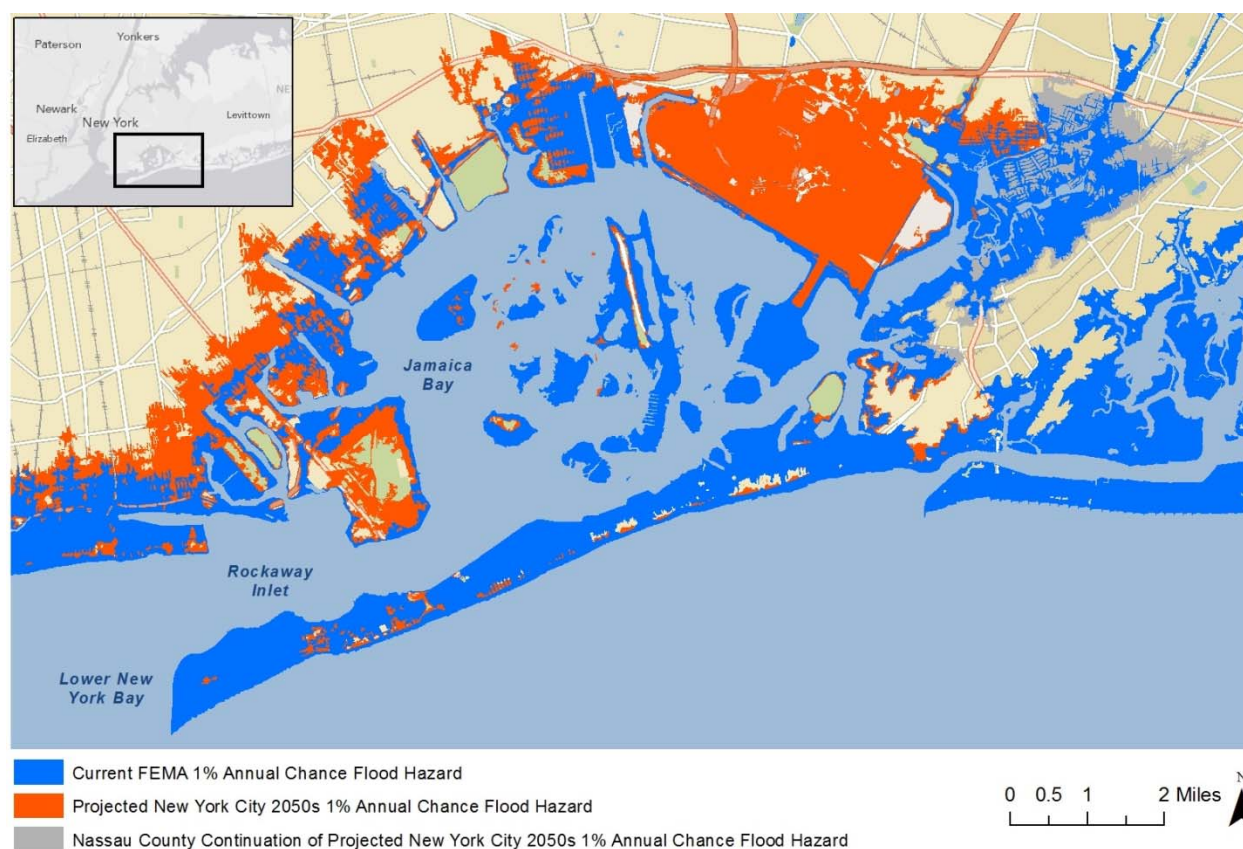 Paterson
Yonkers
NE
Newark
Levittown
New York
Elizabeth
Jamaica
Bay
Rockaway
Inlet
Lower New
York Bay
Current FEMA 1% Annual Chance Flood Hazard
Projected New York City 2050s 1% Annual Chance Flood Hazard
Nassau County Continuation of Projected New York City 2050s 1% Annual Chance Flood Hazard
0 0.5 1 2 Miles
N